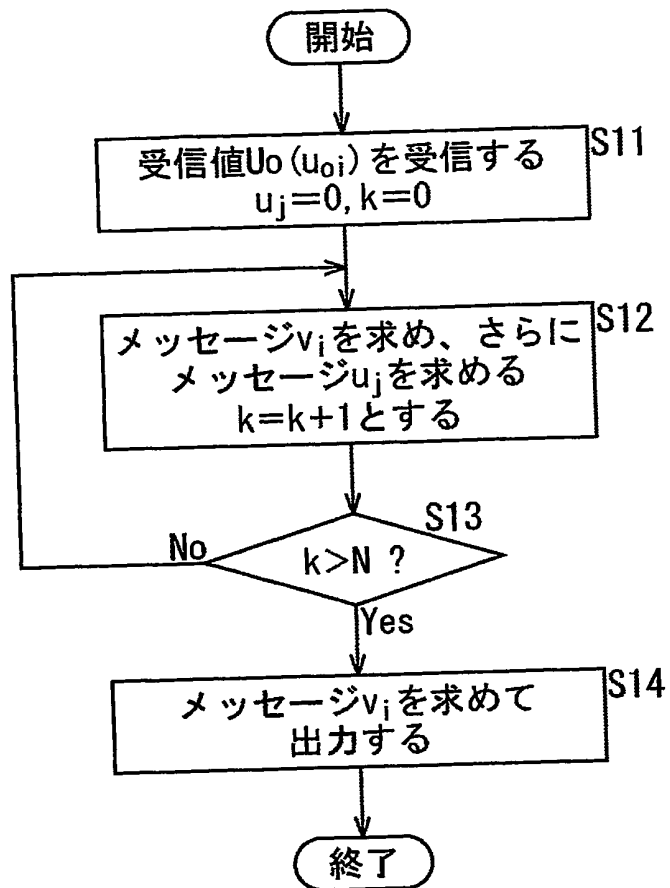 開始
S11
受信値Uo(u₀ᵢ)を受信する
uⱼ=0,k=0
S12
メッセージvᵢを求め、さらに
メッセージuⱼを求める
k=k+1とする
S13
k>N ?
No
Yes
S14
メッセージvᵢを求めて
出力する
終了